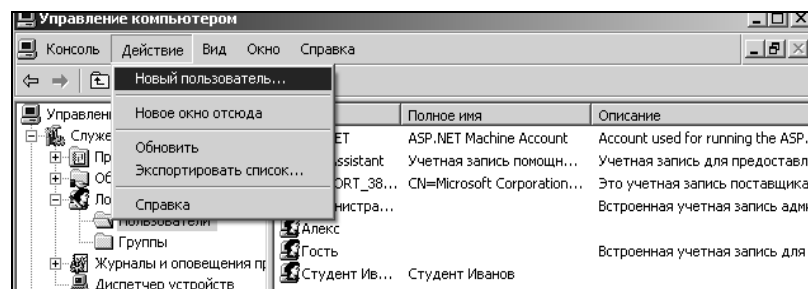 Управление компьютером
Консоль Действие Вид Окно Справка
Новый пользователь...
Новое окно отсюда
Обновить
Экспортировать список...
Справка
Пользователи
Группы
Журналы и оповещения
Диспетчер устройств
Полное имя Описание
ASP.NET Machine Account Account used for running the ASP.
Учетная запись помощн... Учетная запись для
CN=Microsoft Corporation... Это учетная запись поставщика
Встроенная учетная запись
Алекс
Гость Встроенная учетная запись для
Студент Ив... Студент Иванов